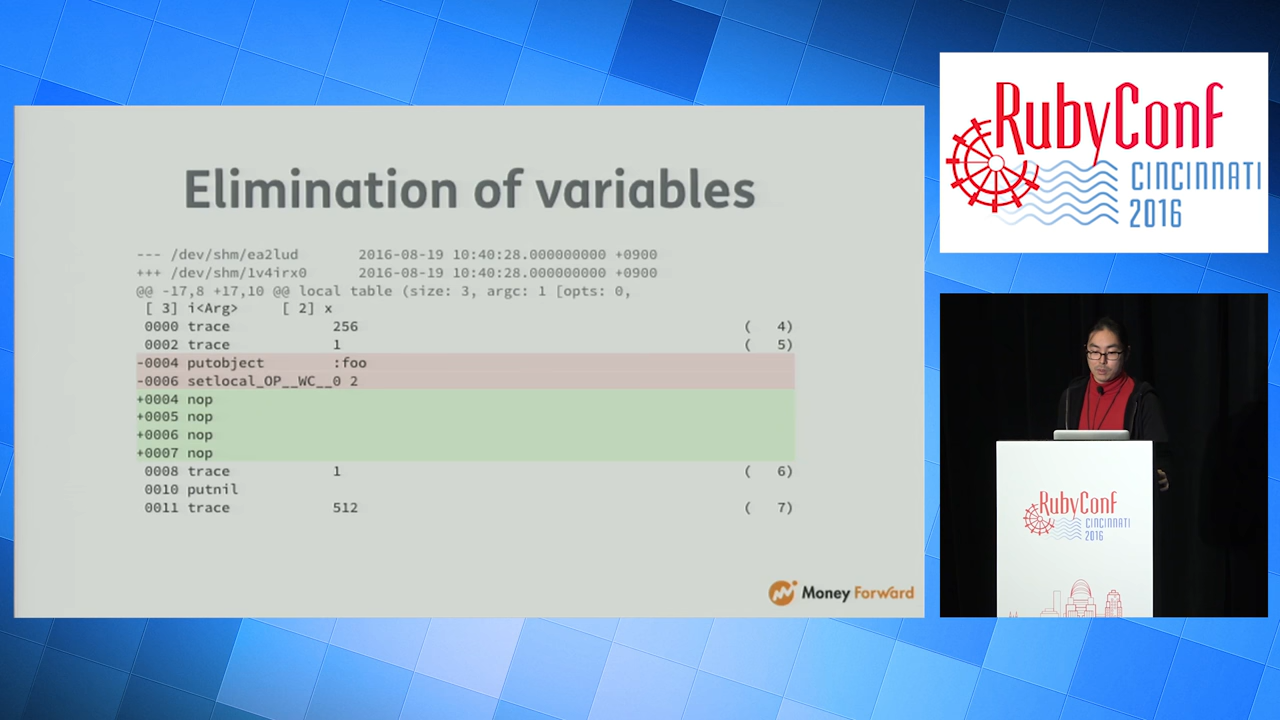 Elimination of variables
--- /dev/shm/ea2lud 2016-08-19 10:40:28.000000000 +0900
+++ /dev/shm/1v4irx0 2016-08-19 10:40:28.000000000 +0900
@@ -17,8 +17,10 @@ local table (size: 3, argc: 1 [opts: 0,
[ 3] i<Arg> [ 2] x
0000 trace 256 ( 4)
0002 trace 1 ( 5)
-0004 putobject :foo
-0006 setlocal_OP__WC__0 2
+0004 nop
+0005 nop
+0006 nop
+0007 nop
0008 trace 1 ( 6)
0010 putnil
0011 trace 512 ( 7)
Money Forward
RubyConf
CINCINNATI
2016
RubyConf
CINCINNATI
2016